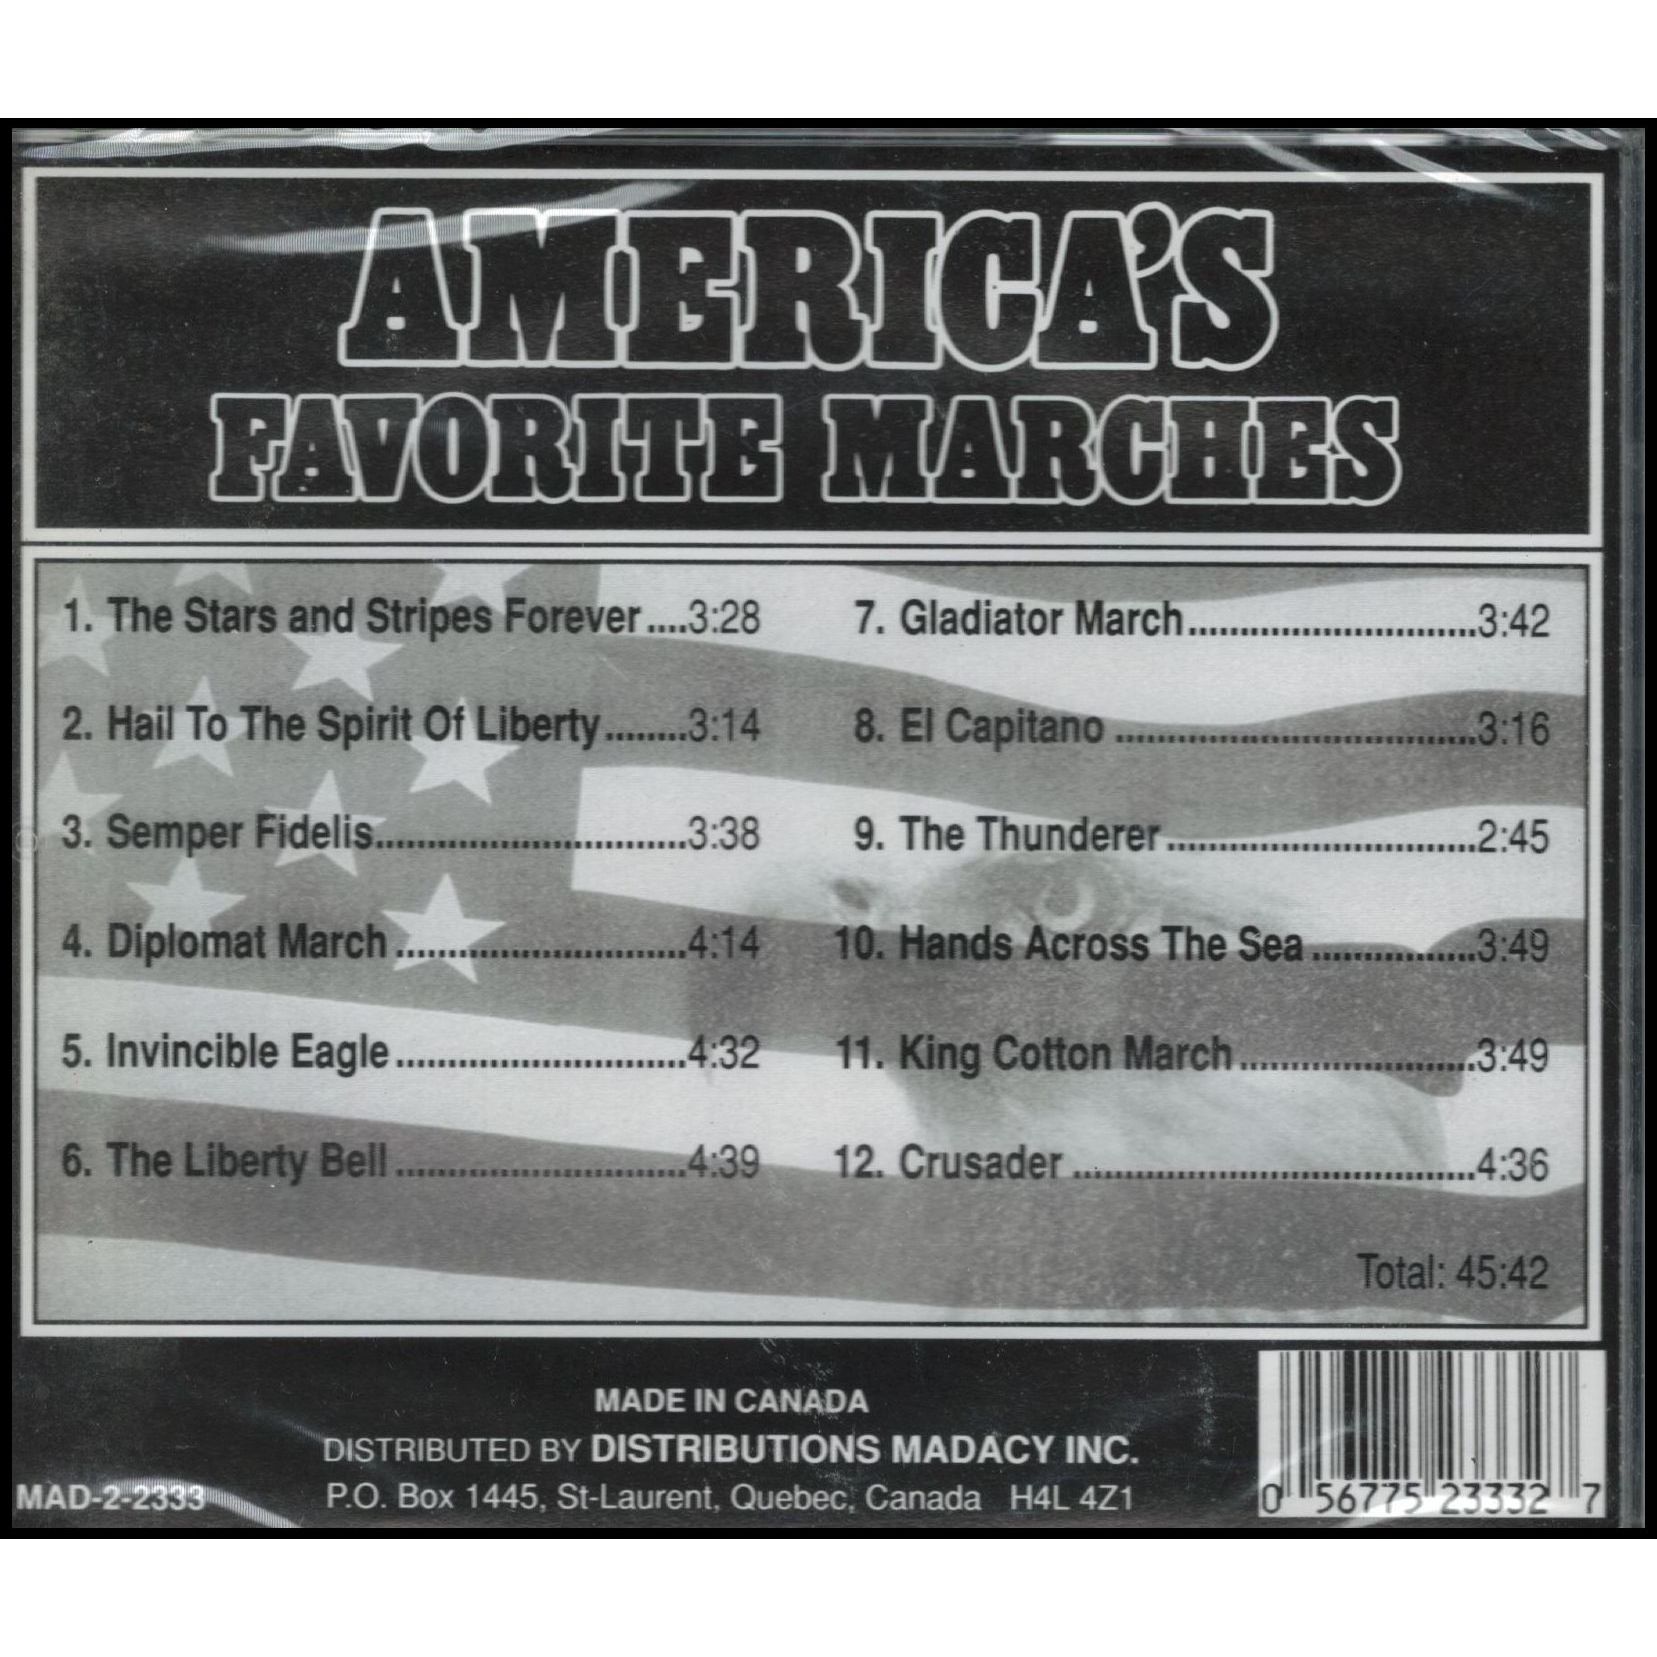 AMERICA'S
FAVORITE MARCHES
1. The Stars and Stripes Forever....3:28
2. Hail To The Spirit Of Liberty........3:14
3. Semper Fidelis..............................3:38
4. Diplomat March............................4:14
5. Invincible Eagle............................4:32
6. The Liberty Bell............................4:39
7. Gladiator March............................3:42
8. El Capitano...................................3:16
9. The Thunderer..............................2:45
10. Hands Across The Sea................3:49
11. King Cotton March.......................3:49
12. Crusader.......................................4:36
Total: 45:42
MADE IN CANADA
DISTRIBUTED BY DISTRIBUTIONS MADACY INC.
P.O. Box 1445, St-Laurent, Quebec, Canada H4L 4Z1
MAD-2-2333
0 56775 23332 7